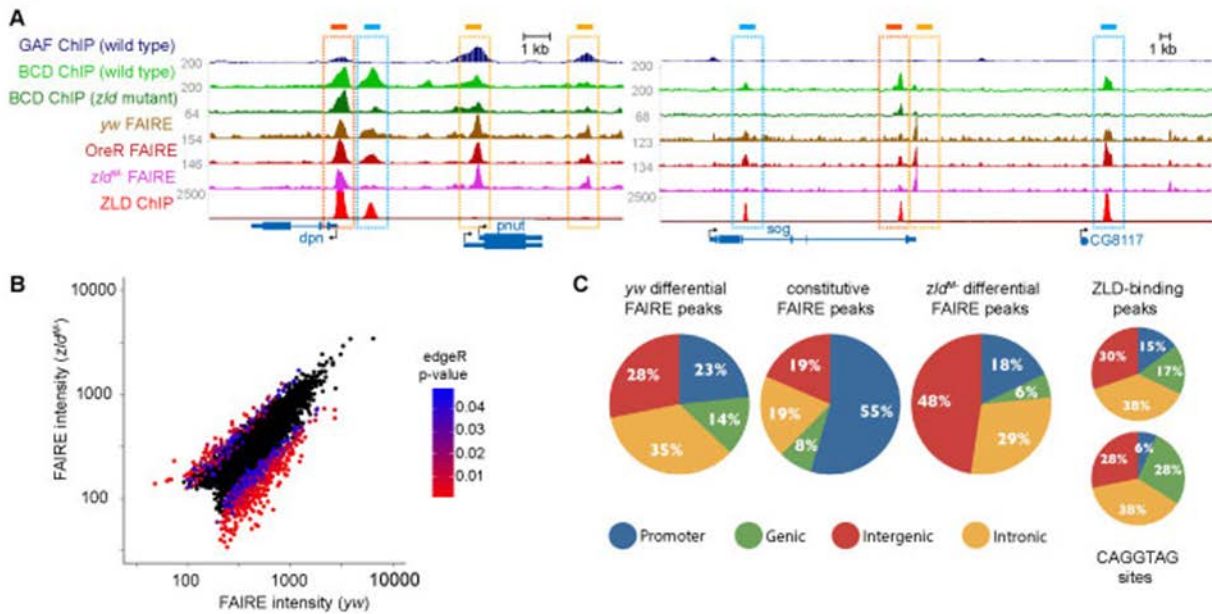 A
GAF ChIP (wild type)
BCD ChIP (wild type)
BCD ChIP (zld mutant)
yw FAIRE
OreR FAIRE
zldᴹ⁻ FAIRE
ZLD ChIP
200
200
64
154
146
2500
1 kb
dpn
pnut
200
200
68
123
134
2500
1 kb
sog
CG8117
B
FAIRE intensity (zldᴹ⁻)
10000
1000
100
100
1000
10000
FAIRE intensity (yw)
edgeR
p-value
0.04
0.03
0.02
0.01
C
yw differential
FAIRE peaks
28%
23%
14%
35%
constitutive
FAIRE peaks
19%
55%
8%
19%
zldᴹ⁻ differential
FAIRE peaks
48%
18%
6%
29%
ZLD-binding
peaks
30%
15%
17%
38%
28%
6%
28%
38%
CAGGTAG
sites
Promoter
Genic
Intergenic
Intronic